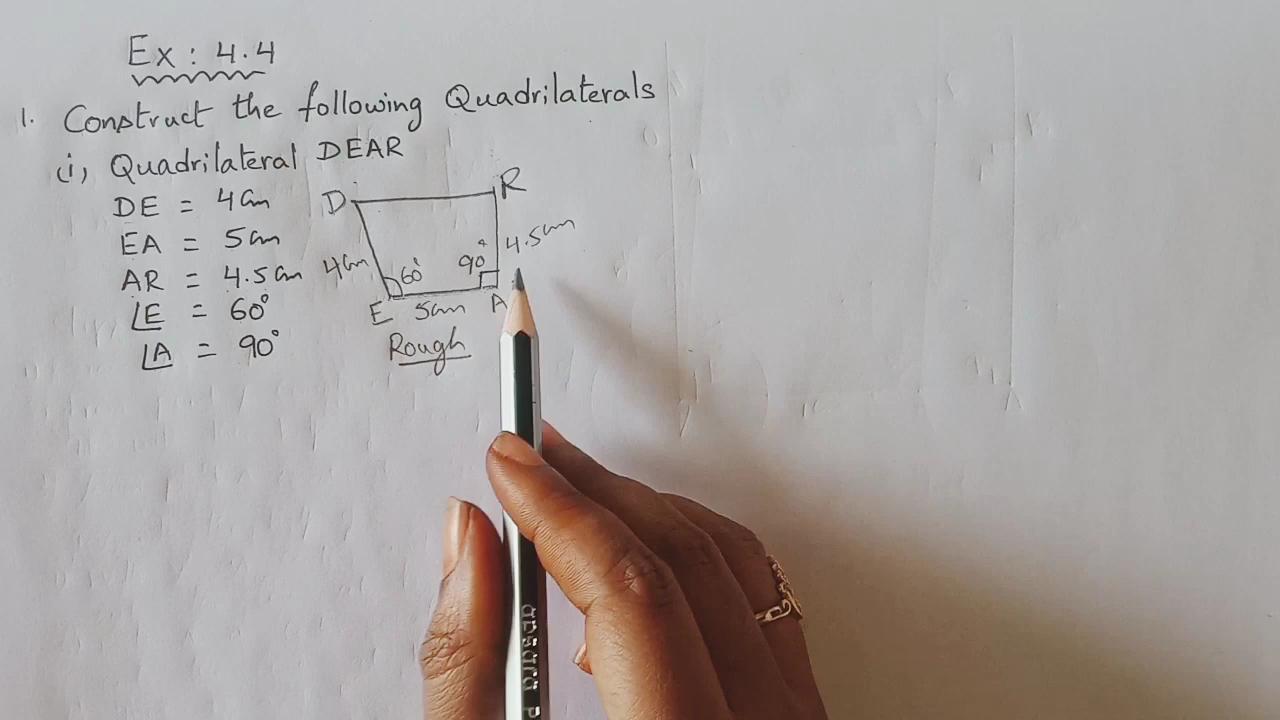 Ex: 4.4
1. Construct the following Quadrilaterals
(i) Quadrilateral DEAR
DE = 4cm
EA = 5cm
AR = 4.5cm
∠E = 60°
∠A = 90°
D R
4cm 60° 90° 4.5cm
E 5cm A
Rough
apsara